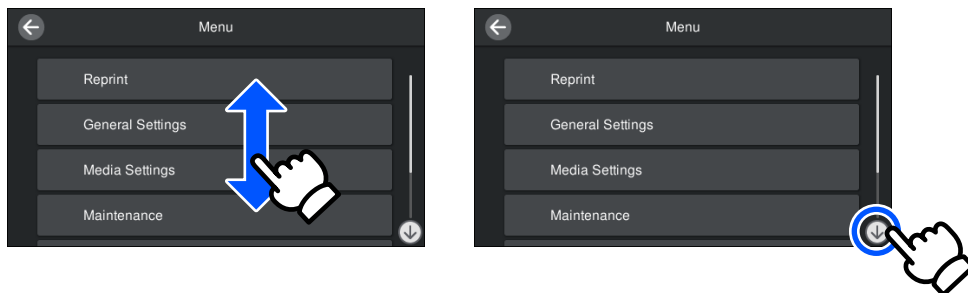 Menu
Reprint
General Settings
Media Settings
Maintenance
Menu
Reprint
General Settings
Media Settings
Maintenance